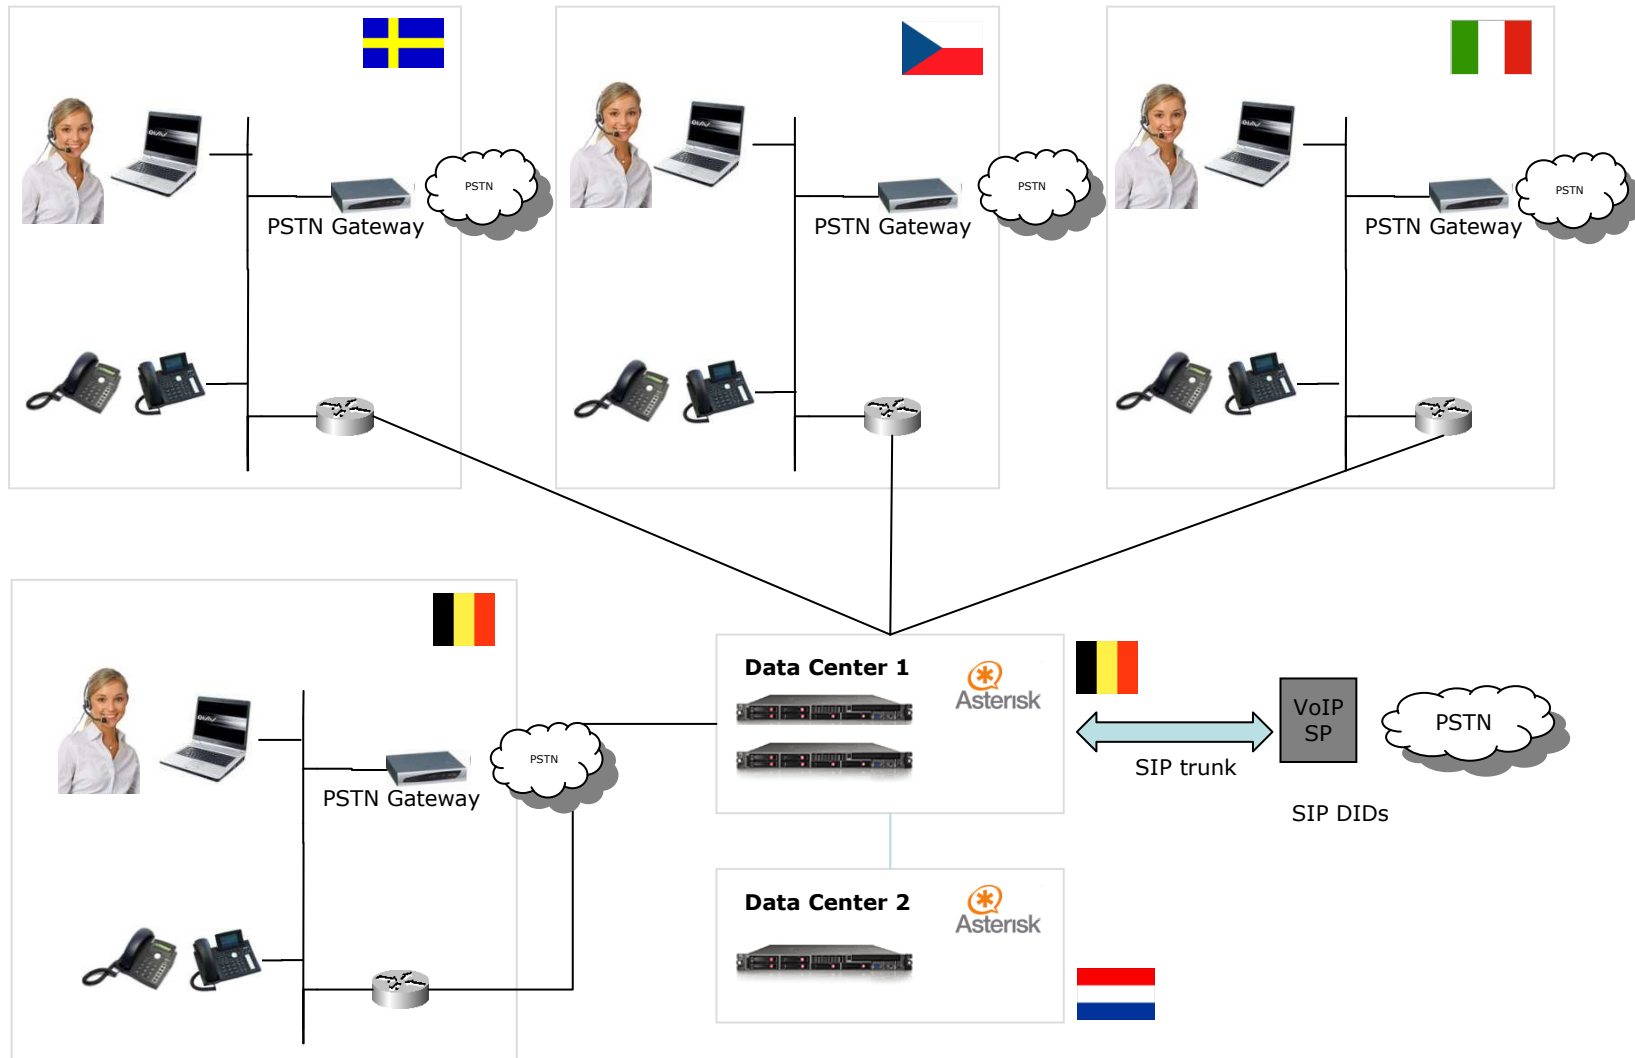 PSTN
PSTN Gateway
PSTN
PSTN Gateway
PSTN
PSTN Gateway
PSTN
PSTN Gateway
Data Center 1
Asterisk
VoIP
SP
PSTN
SIP trunk
SIP DIDs
Data Center 2
Asterisk